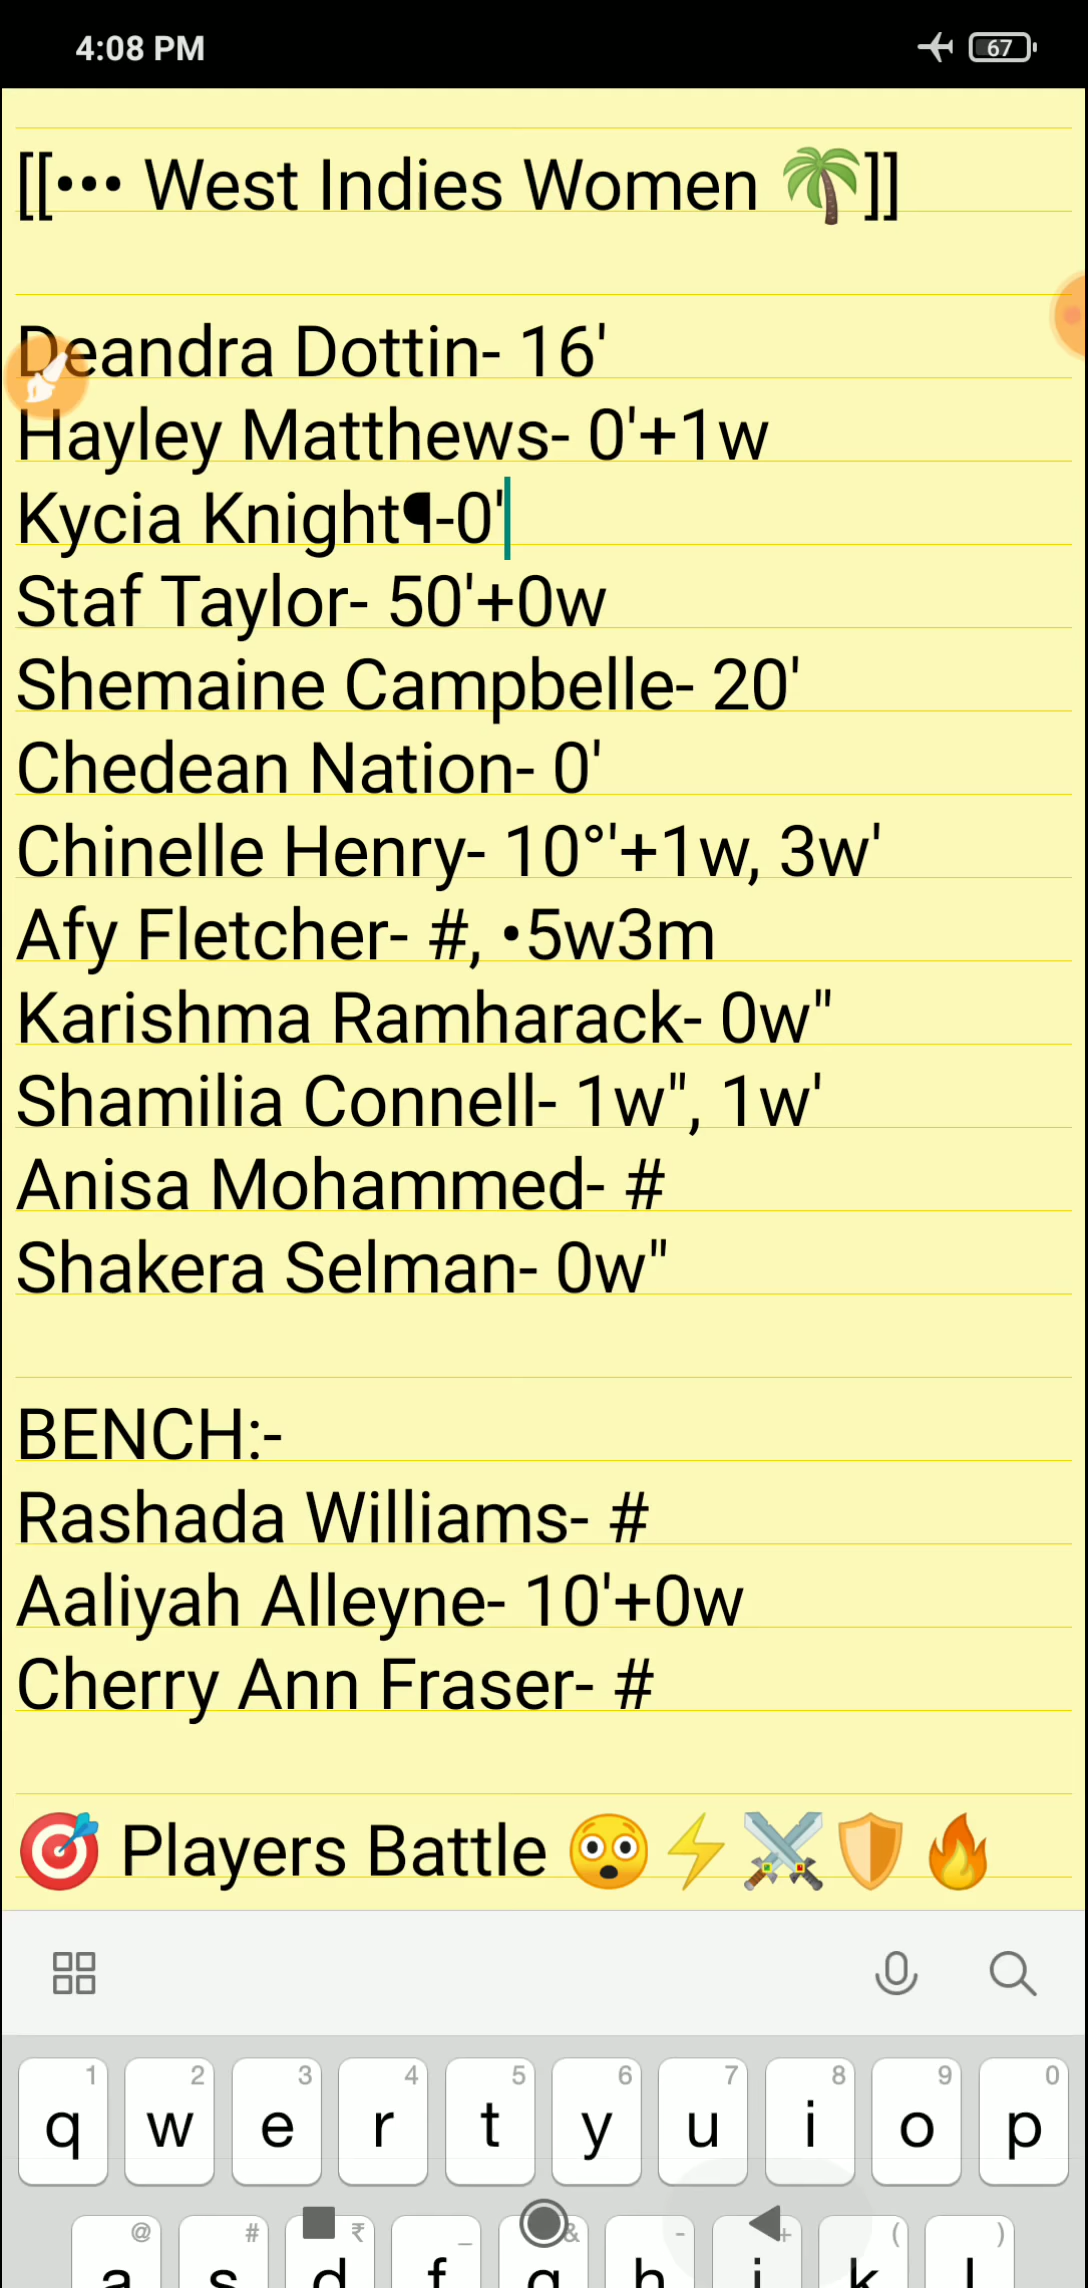 4:08 PM 67
[[••• West Indies Women 🌴]]
Deandra Dottin- 16'
Hayley Matthews- 0'+1w
Kycia Knight¶-0'
Staf Taylor- 50'+0w
Shemaine Campbelle- 20'
Chedean Nation- 0'
Chinelle Henry- 10°'+1w, 3w'
Afy Fletcher- #, •5w3m
Karishma Ramharack- 0w"
Shamilia Connell- 1w", 1w'
Anisa Mohammed- #
Shakera Selman- 0w"
BENCH:-
Rashada Williams- #
Aaliyah Alleyne- 10'+0w
Cherry Ann Fraser- #
🎯 Players Battle 😳⚡⚔🛡🔥
1 2 3 4 5 6 7 8 9 0
q w e r t y u i o p
@ # ₹ _ & - + ( )
a s d f g h j k l